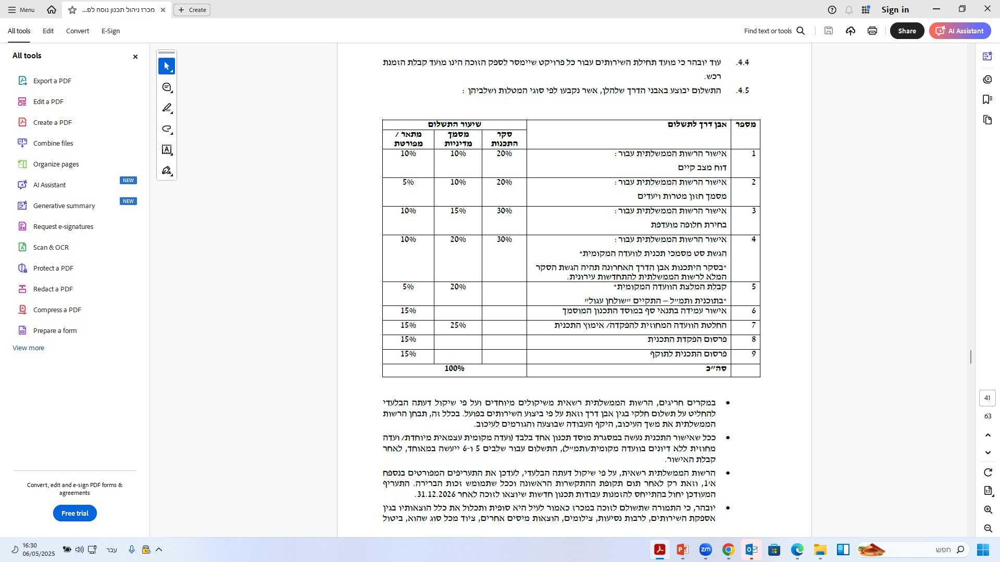 Menu
מכרז ניהול תכנון נוסח לפ...
Create
Sign in
All tools
Edit
Convert
E-Sign
Find text or tools
Share
AI Assistant
All tools
Export a PDF
Edit a PDF
Create a PDF
Combine files
Organize pages
AI Assistant NEW
Generative summary NEW
Request e-signatures
Scan & OCR
Protect a PDF
Redact a PDF
Compress a PDF
Prepare a form
View more
Convert, edit and e-sign PDF forms &
agreements
Free trial
4.4. עוד יובהר כי מועד תחילת השירותים עבור כל פרויקט שיימסר לספק הזוכה הינו מועד קבלת הזמנת
רכש.
4.5. התשלום יבוצע באבני הדרך שלהלן, אשר נקבעו לפי סוגי המטלות ושלביהן :
מספר אבן דרך לתשלום שיעור התשלום
סקר מסמך מתאר /
התכנות מדיניות מפורטת
1 אישור הרשות הממשלתית עבור: 20% 10% 10%
דוח מצב קיים
2 אישור הרשות הממשלתית עבור: 20% 10% 5%
מסמך חזון מטרות ויעדים
3 אישור הרשות הממשלתית עבור: 30% 15% 10%
בחירת חלופה מועדפת
4 אישור הרשות הממשלתית עבור: 30% 20% 10%
הגשת סט מסמכי תכנית לוועדה המקומית*
*בסקר היתכנות אבן הדרך האחרונה תהיה הגשת הסקר
המלא לרשות הממשלתית להתחדשות עירונית.
5 קבלת המלצת הוועדה המקומית* 20% 5%
*בתוכנית ותמ״ל – התקיים ״שולחן עגול״
6 אישור עמידה בתנאי סף במוסד התכנון המוסמך 15%
7 החלטת הוועדה המחוזית להפקדה/ אימוץ התכנית 25% 15%
8 פרסום הפקדת התכנית 15%
9 פרסום התכנית לתוקף 15%
סה״כ 100%
• במקרים חריגים, הרשות הממשלתית רשאית משיקולים מיוחדים ועל פי שיקול דעתה הבלעדי
להחליט על תשלום חלקי בגין אבן דרך וזאת על פי ביצוע השירותים בפועל. בכלל זה, תבחן הרשות
הממשלתית את משך העיכוב, היקף העבודה שבוצעה והגורמים לעיכוב.
• ככל שאישור התכנית נעשה במסגרת מוסד תכנון אחד בלבד (ועדה מקומית עצמאית מיוחדת/ ועדה
מחוזית ללא דיונים בוועדה מקומית/ותמ״ל), התשלום עבור שלבים 5 ו-6 ייעשה במאוחד, לאחר
קבלת האישור.
• הרשות הממשלתית רשאית, על פי שיקול דעתה הבלעדי, לעדכן את התעריפים המפורטים בנספח
א׳1, וזאת רק לאחר תום תקופת ההתקשרות הראשונה וככל שתמומש זכות הברירה. התעריף
המעודכן יחול בהתייחס להזמנות עבודות תכנון חדשות שיוצאו לזוכה לאחר 31.12.2026.
• יובהר, כי התמורה שתשולם לזוכה במכרז כאמור לעיל היא סופית ותכלול את כלל הוצאותיו בגין
אספקת השירותים, לרבות נסיעות, צילומים, הוצאות מיסים אחרים, ציוד מכל סוג שהוא, ביטול
41
63
16:30
06/05/2025
עבר
zm
חפש